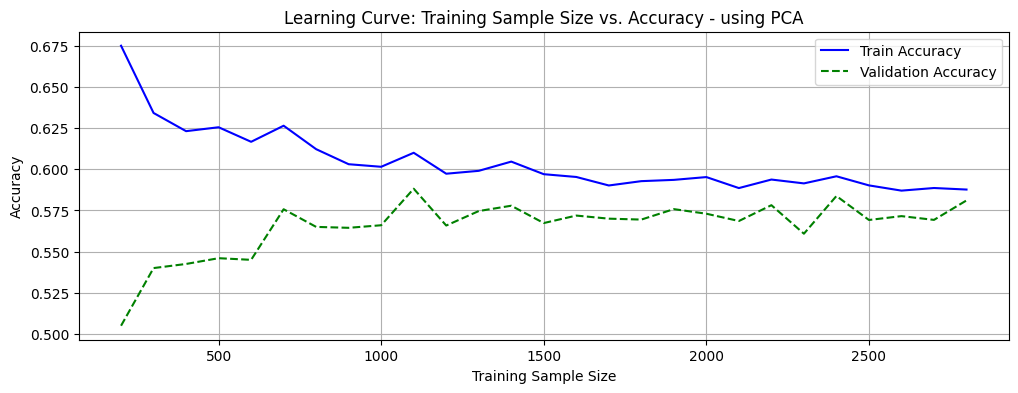 Learning Curve: Training Sample Size vs. Accuracy - using PCA
Train Accuracy
Validation Accuracy
Accuracy
0.675
0.650
0.625
0.600
0.575
0.550
0.525
0.500
500
1000
1500
2000
2500
Training Sample Size